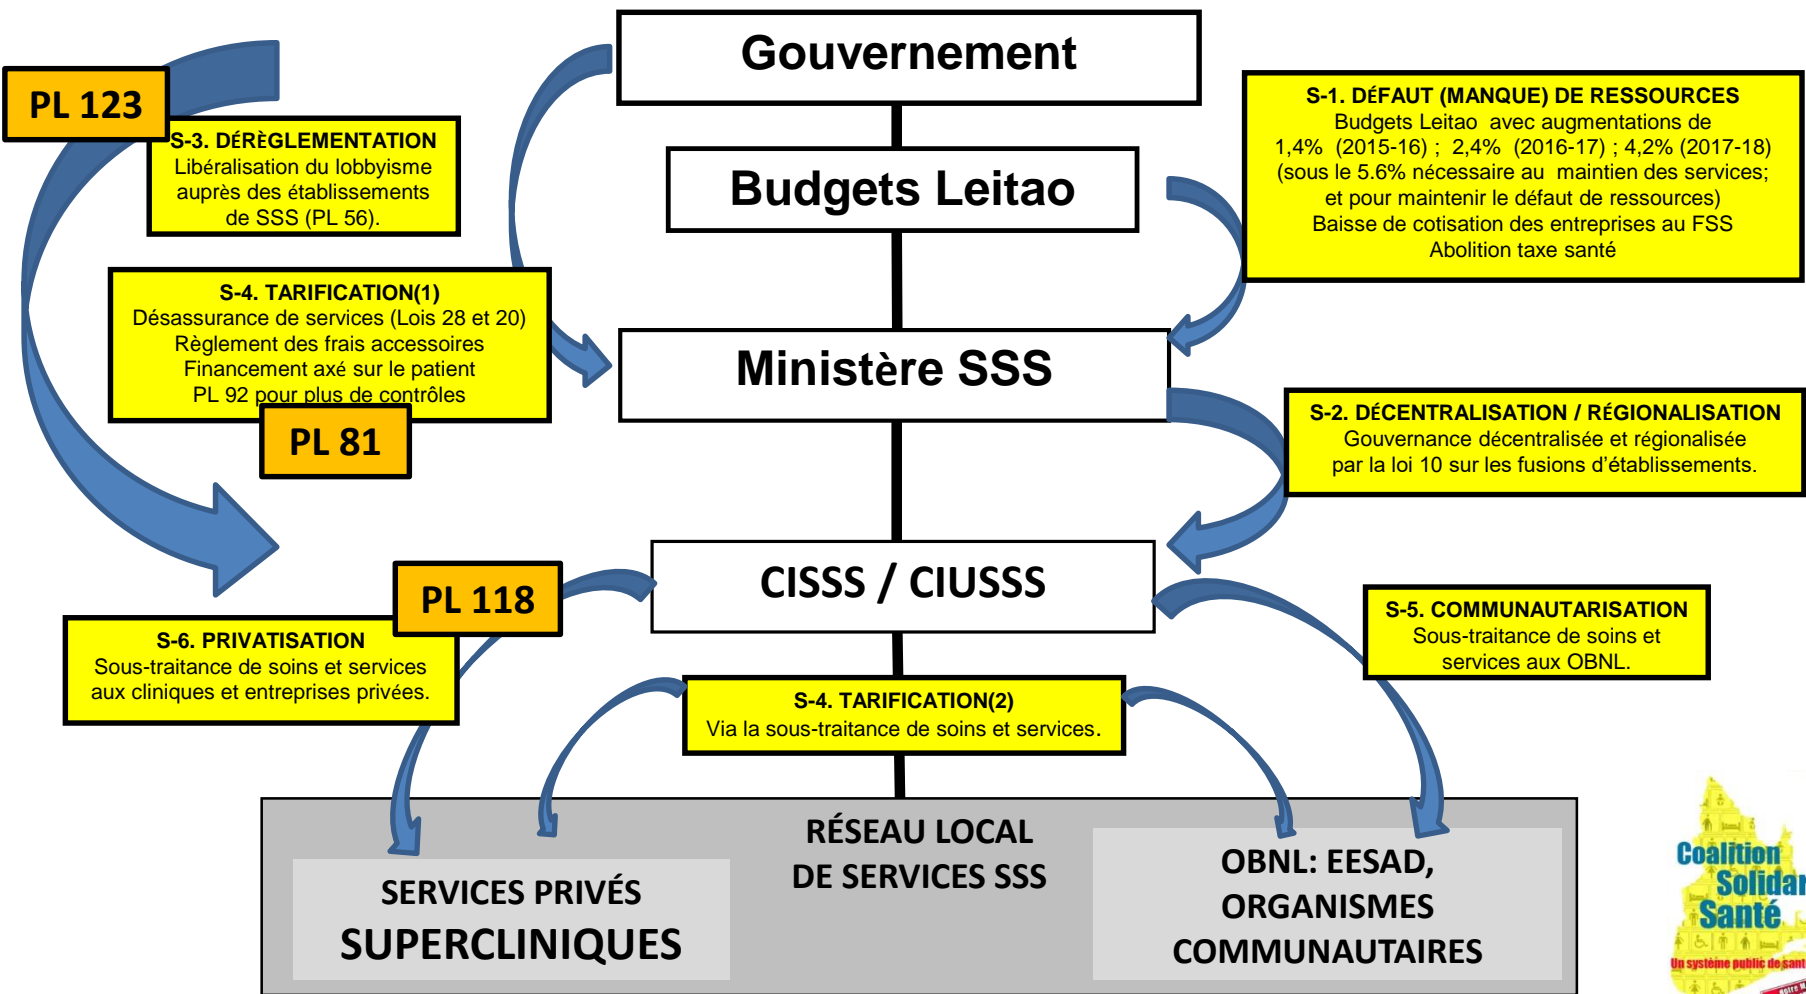 Gouvernement
PL 123
S-3. DÉRÈGLEMENTATION
Libéralisation du lobbyisme
auprès des établissements
de SSS (PL 56).
S-1. DÉFAUT (MANQUE) DE RESSOURCES
Budgets Leitao avec augmentations de
1,4% (2015-16) ; 2,4% (2016-17) ; 4,2% (2017-18)
(sous le 5.6% nécessaire au maintien des services;
et pour maintenir le défaut de ressources)
Baisse de cotisation des entreprises au FSS
Abolition taxe santé
Budgets Leitao
S-4. TARIFICATION(1)
Désassurance de services (Lois 28 et 20)
Règlement des frais accessoires
Financement axé sur le patient
PL 92 pour plus de contrôles
PL 81
Ministère SSS
S-2. DÉCENTRALISATION / RÉGIONALISATION
Gouvernance décentralisée et régionalisée
par la loi 10 sur les fusions d’établissements.
CISSS / CIUSSS
PL 118
S-6. PRIVATISATION
Sous-traitance de soins et services
aux cliniques et entreprises privées.
S-5. COMMUNAUTARISATION
Sous-traitance de soins et
services aux OBNL.
S-4. TARIFICATION(2)
Via la sous-traitance de soins et services.
RÉSEAU LOCAL
DE SERVICES SSS
SERVICES PRIVÉS
SUPERCLINIQUES
OBNL: EESAD,
ORGANISMES
COMMUNAUTAIRES
Coalition
Solidar
Santé
Un système public de sant